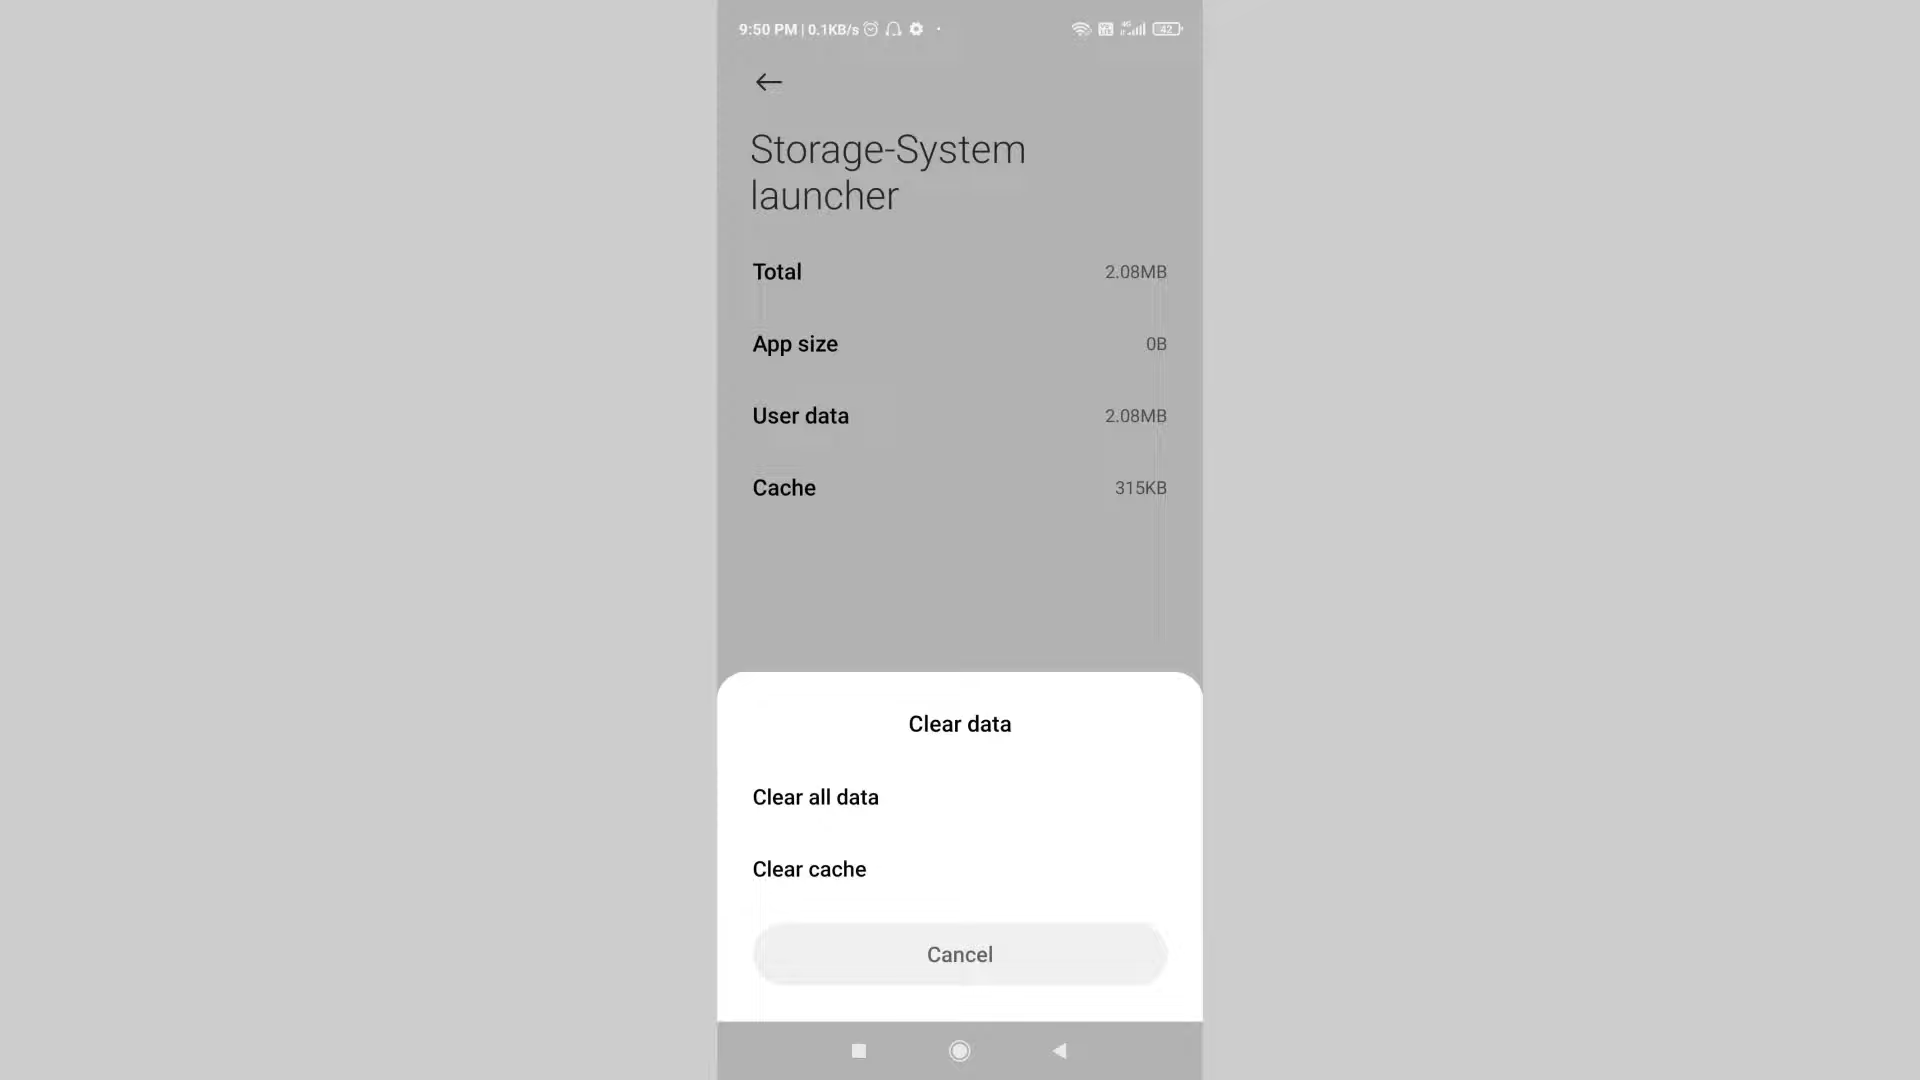 9:50 PM | 0.1KB/s
42
Storage-System
launcher
Total 2.08MB
App size 0B
User data 2.08MB
Cache 315KB
Clear data
Clear all data
Clear cache
Cancel